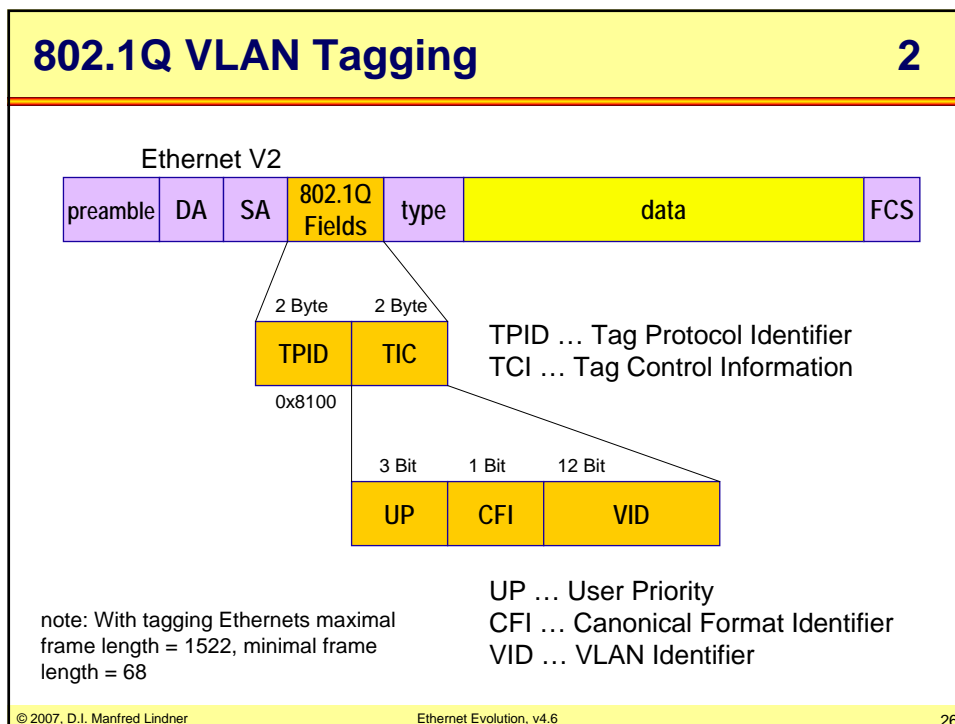 802.1Q VLAN Tagging 2
Ethernet V2
preamble DA SA 802.1Q Fields type data FCS
2 Byte 2 Byte
TPID TIC
0x8100
TPID … Tag Protocol Identifier
TCI … Tag Control Information
3 Bit 1 Bit 12 Bit
UP CFI VID
UP … User Priority
CFI … Canonical Format Identifier
VID … VLAN Identifier
note: With tagging Ethernets maximal
frame length = 1522, minimal frame
length = 68
© 2007, D.I. Manfred Lindner Ethernet Evolution, v4.6 26